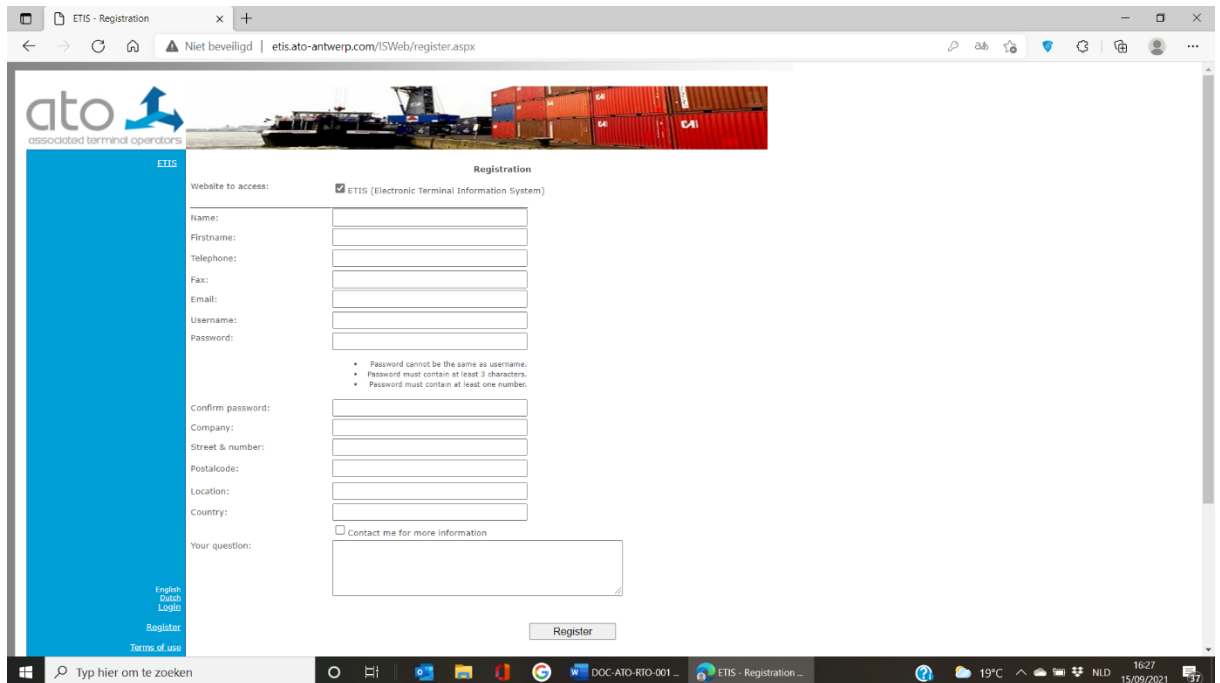 ETIS - Registration
Niet beveiligd | etis.ato-antwerp.com/ISWeb/register.aspx
ato
associated terminal operators
CAI
CAI
CAI
ETIS
Registration
Website to access:
ETIS (Electronic Terminal Information System)
Name:
Firstname:
Telephone:
Fax:
Email:
Username:
Password:
• Password cannot be the same as username.
• Password must contain at least 3 characters.
• Password must contain at least one number.
Confirm password:
Company:
Street & number:
Postalcode:
Location:
Country:
Contact me for more information
Your question:
English
Dutch
Login
Register
Register
Terms of use
Typ hier om te zoeken
DOC-ATO-RTO-001 ...
ETIS - Registration ...
19°C
NLD
16:27
15/09/2021
37